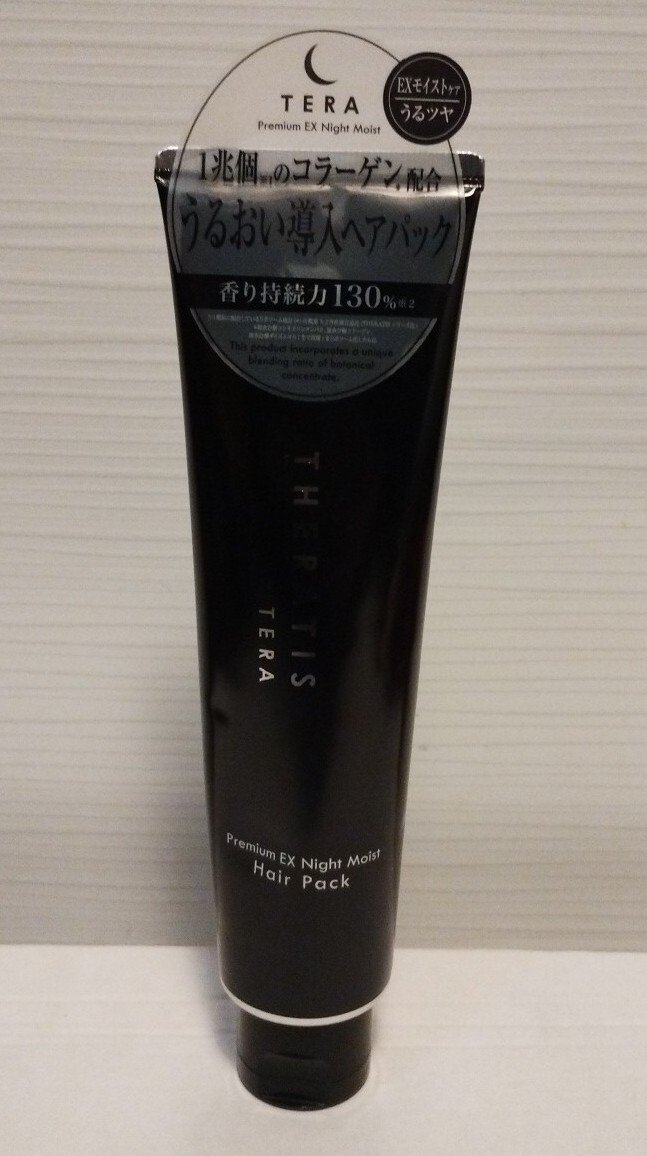 TERA
Premium EX Night Moist
EXモイストケア
うるツヤ
1兆個※1のコラーゲン配合
うるおい導入ヘアパック
香り持続力130%※2
This product incorporates a unique
blending ratio of botanical
concentrate.
THERATIS
TERA
Premium EX Night Moist
Hair Pack